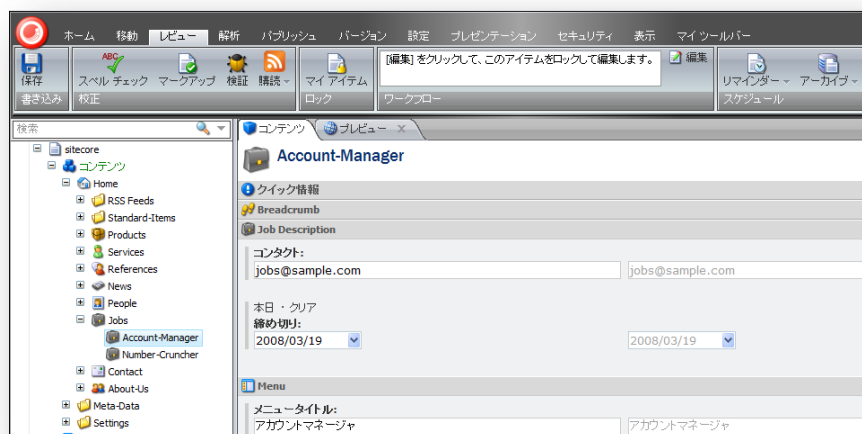 ホーム 移動 レビュー 解析 パブリッシュ バージョン 設定 プレゼンテーション セキュリティ 表示 マイ ツールバー
保存
ABC
スペル チェック マークアップ 検証 購読
マイ アイテム
[編集] をクリックして、このアイテムをロックして編集します。
編集
リマインダー アーカイブ
書き込み 校正 ロック ワークフロー スケジュール
検索
コンテンツ プレビュー x
sitecore
コンテンツ
Home
RSS Feeds
Standard-Items
Products
Services
References
News
People
Jobs
Account-Manager
Number-Cruncher
Contact
About-Us
Meta-Data
Settings
Account-Manager
クイック情報
Breadcrumb
Job Description
コンタクト:
jobs@sample.com jobs@sample.com
本日 · クリア
締め切り:
2008/03/19 2008/03/19
Menu
メニュータイトル:
アカウントマネージャ アカウントマネージャ